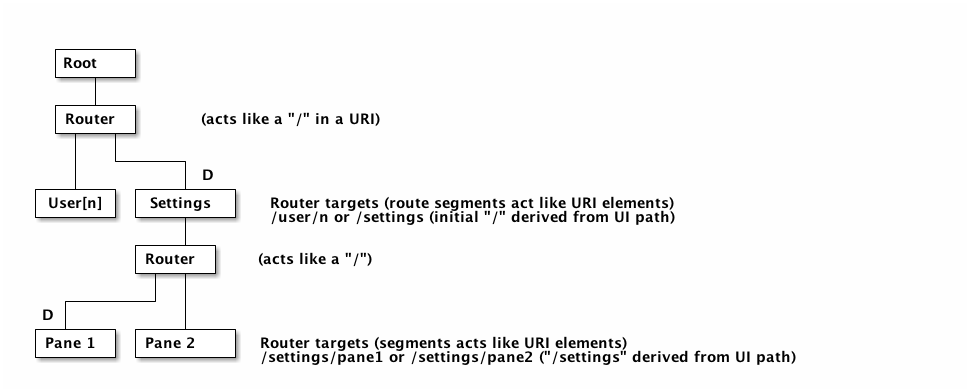 Root
Router
(acts like a "/" in a URI)
D
User[n]
Settings
Router targets (route segments act like URI elements)
/user/n or /settings (initial "/" derived from UI path)
Router
(acts like a "/")
D
Pane 1
Pane 2
Router targets (segments acts like URI elements)
/settings/pane1 or /settings/pane2 ("/settings" derived from UI path)